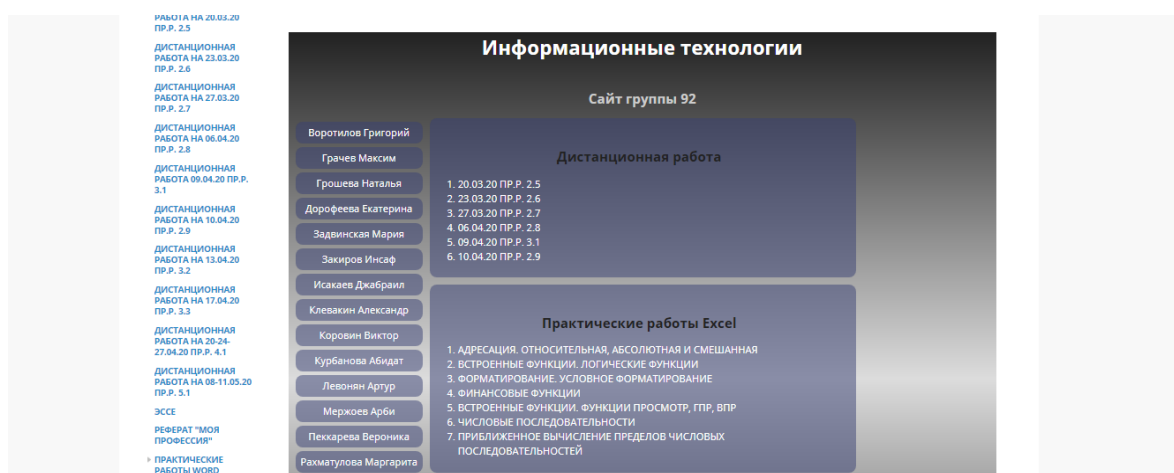 РАБОТА НА 20.03.20
ПР.Р. 2.5
ДИСТАНЦИОННАЯ
РАБОТА НА 23.03.20
ПР.Р. 2.6
ДИСТАНЦИОННАЯ
РАБОТА НА 27.03.20
ПР.Р. 2.7
ДИСТАНЦИОННАЯ
РАБОТА НА 06.04.20
ПР.Р. 2.8
ДИСТАНЦИОННАЯ
РАБОТА 09.04.20 ПР.Р.
3.1
ДИСТАНЦИОННАЯ
РАБОТА НА 10.04.20
ПР.Р. 2.9
ДИСТАНЦИОННАЯ
РАБОТА НА 13.04.20
ПР.Р. 3.2
ДИСТАНЦИОННАЯ
РАБОТА НА 17.04.20
ПР.Р. 3.3
ДИСТАНЦИОННАЯ
РАБОТА НА 20-24-
27.04.20 ПР.Р. 4.1
ДИСТАНЦИОННАЯ
РАБОТА НА 08-11.05.20
ПР.Р. 5.1
ЭССЕ
РЕФЕРАТ "МОЯ
ПРОФЕССИЯ"
ПРАКТИЧЕСКИЕ
РАБОТЫ WORD
Информационные технологии
Сайт группы 92
Воротилов Григорий
Грачев Максим
Грошева Наталья
Дорофеева Екатерина
Задвинская Мария
Закиров Инсаф
Исакаев Джабраил
Клевакин Александр
Коровин Виктор
Курбанова Абидат
Левонян Артур
Мержоев Арби
Пеккарева Вероника
Рахматулова Маргарита
Дистанционная работа
1. 20.03.20 ПР.Р. 2.5
2. 23.03.20 ПР.Р. 2.6
3. 27.03.20 ПР.Р. 2.7
4. 06.04.20 ПР.Р. 2.8
5. 09.04.20 ПР.Р. 3.1
6. 10.04.20 ПР.Р. 2.9
Практические работы Excel
1. АДРЕСАЦИЯ. ОТНОСИТЕЛЬНАЯ, АБСОЛЮТНАЯ И СМЕШАННАЯ
2. ВСТРОЕННЫЕ ФУНКЦИИ. ЛОГИЧЕСКИЕ ФУНКЦИИ
3. ФОРМАТИРОВАНИЕ. УСЛОВНОЕ ФОРМАТИРОВАНИЕ
4. ФИНАНСОВЫЕ ФУНКЦИИ
5. ВСТРОЕННЫЕ ФУНКЦИИ. ФУНКЦИИ ПРОСМОТР, ГПР, ВПР
6. ЧИСЛОВЫЕ ПОСЛЕДОВАТЕЛЬНОСТИ
7. ПРИБЛИЖЕННОЕ ВЫЧИСЛЕНИЕ ПРЕДЕЛОВ ЧИСЛОВЫХ
ПОСЛЕДОВАТЕЛЬНОСТЕЙ